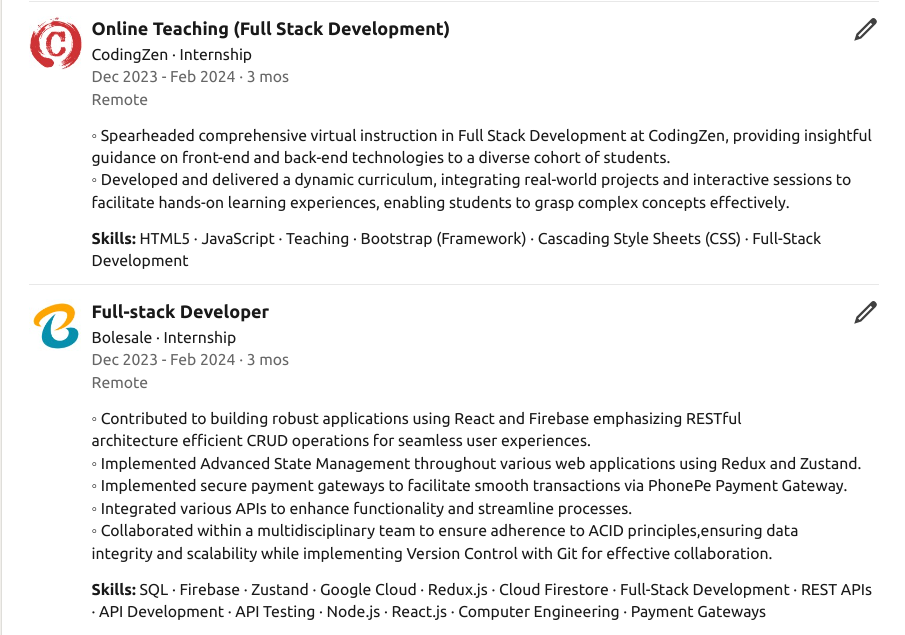 Online Teaching (Full Stack Development)
CodingZen · Internship
Dec 2023 - Feb 2024 · 3 mos
Remote
◦ Spearheaded comprehensive virtual instruction in Full Stack Development at CodingZen, providing insightful
guidance on front-end and back-end technologies to a diverse cohort of students.
◦ Developed and delivered a dynamic curriculum, integrating real-world projects and interactive sessions to
facilitate hands-on learning experiences, enabling students to grasp complex concepts effectively.
Skills: HTML5 · JavaScript · Teaching · Bootstrap (Framework) · Cascading Style Sheets (CSS) · Full-Stack
Development
Full-stack Developer
Bolesale · Internship
Dec 2023 - Feb 2024 · 3 mos
Remote
◦ Contributed to building robust applications using React and Firebase emphasizing RESTful
architecture efficient CRUD operations for seamless user experiences.
◦ Implemented Advanced State Management throughout various web applications using Redux and Zustand.
◦ Implemented secure payment gateways to facilitate smooth transactions via PhonePe Payment Gateway.
◦ Integrated various APIs to enhance functionality and streamline processes.
◦ Collaborated within a multidisciplinary team to ensure adherence to ACID principles,ensuring data
integrity and scalability while implementing Version Control with Git for effective collaboration.
Skills: SQL · Firebase · Zustand · Google Cloud · Redux.js · Cloud Firestore · Full-Stack Development · REST APIs
· API Development · API Testing · Node.js · React.js · Computer Engineering · Payment Gateways